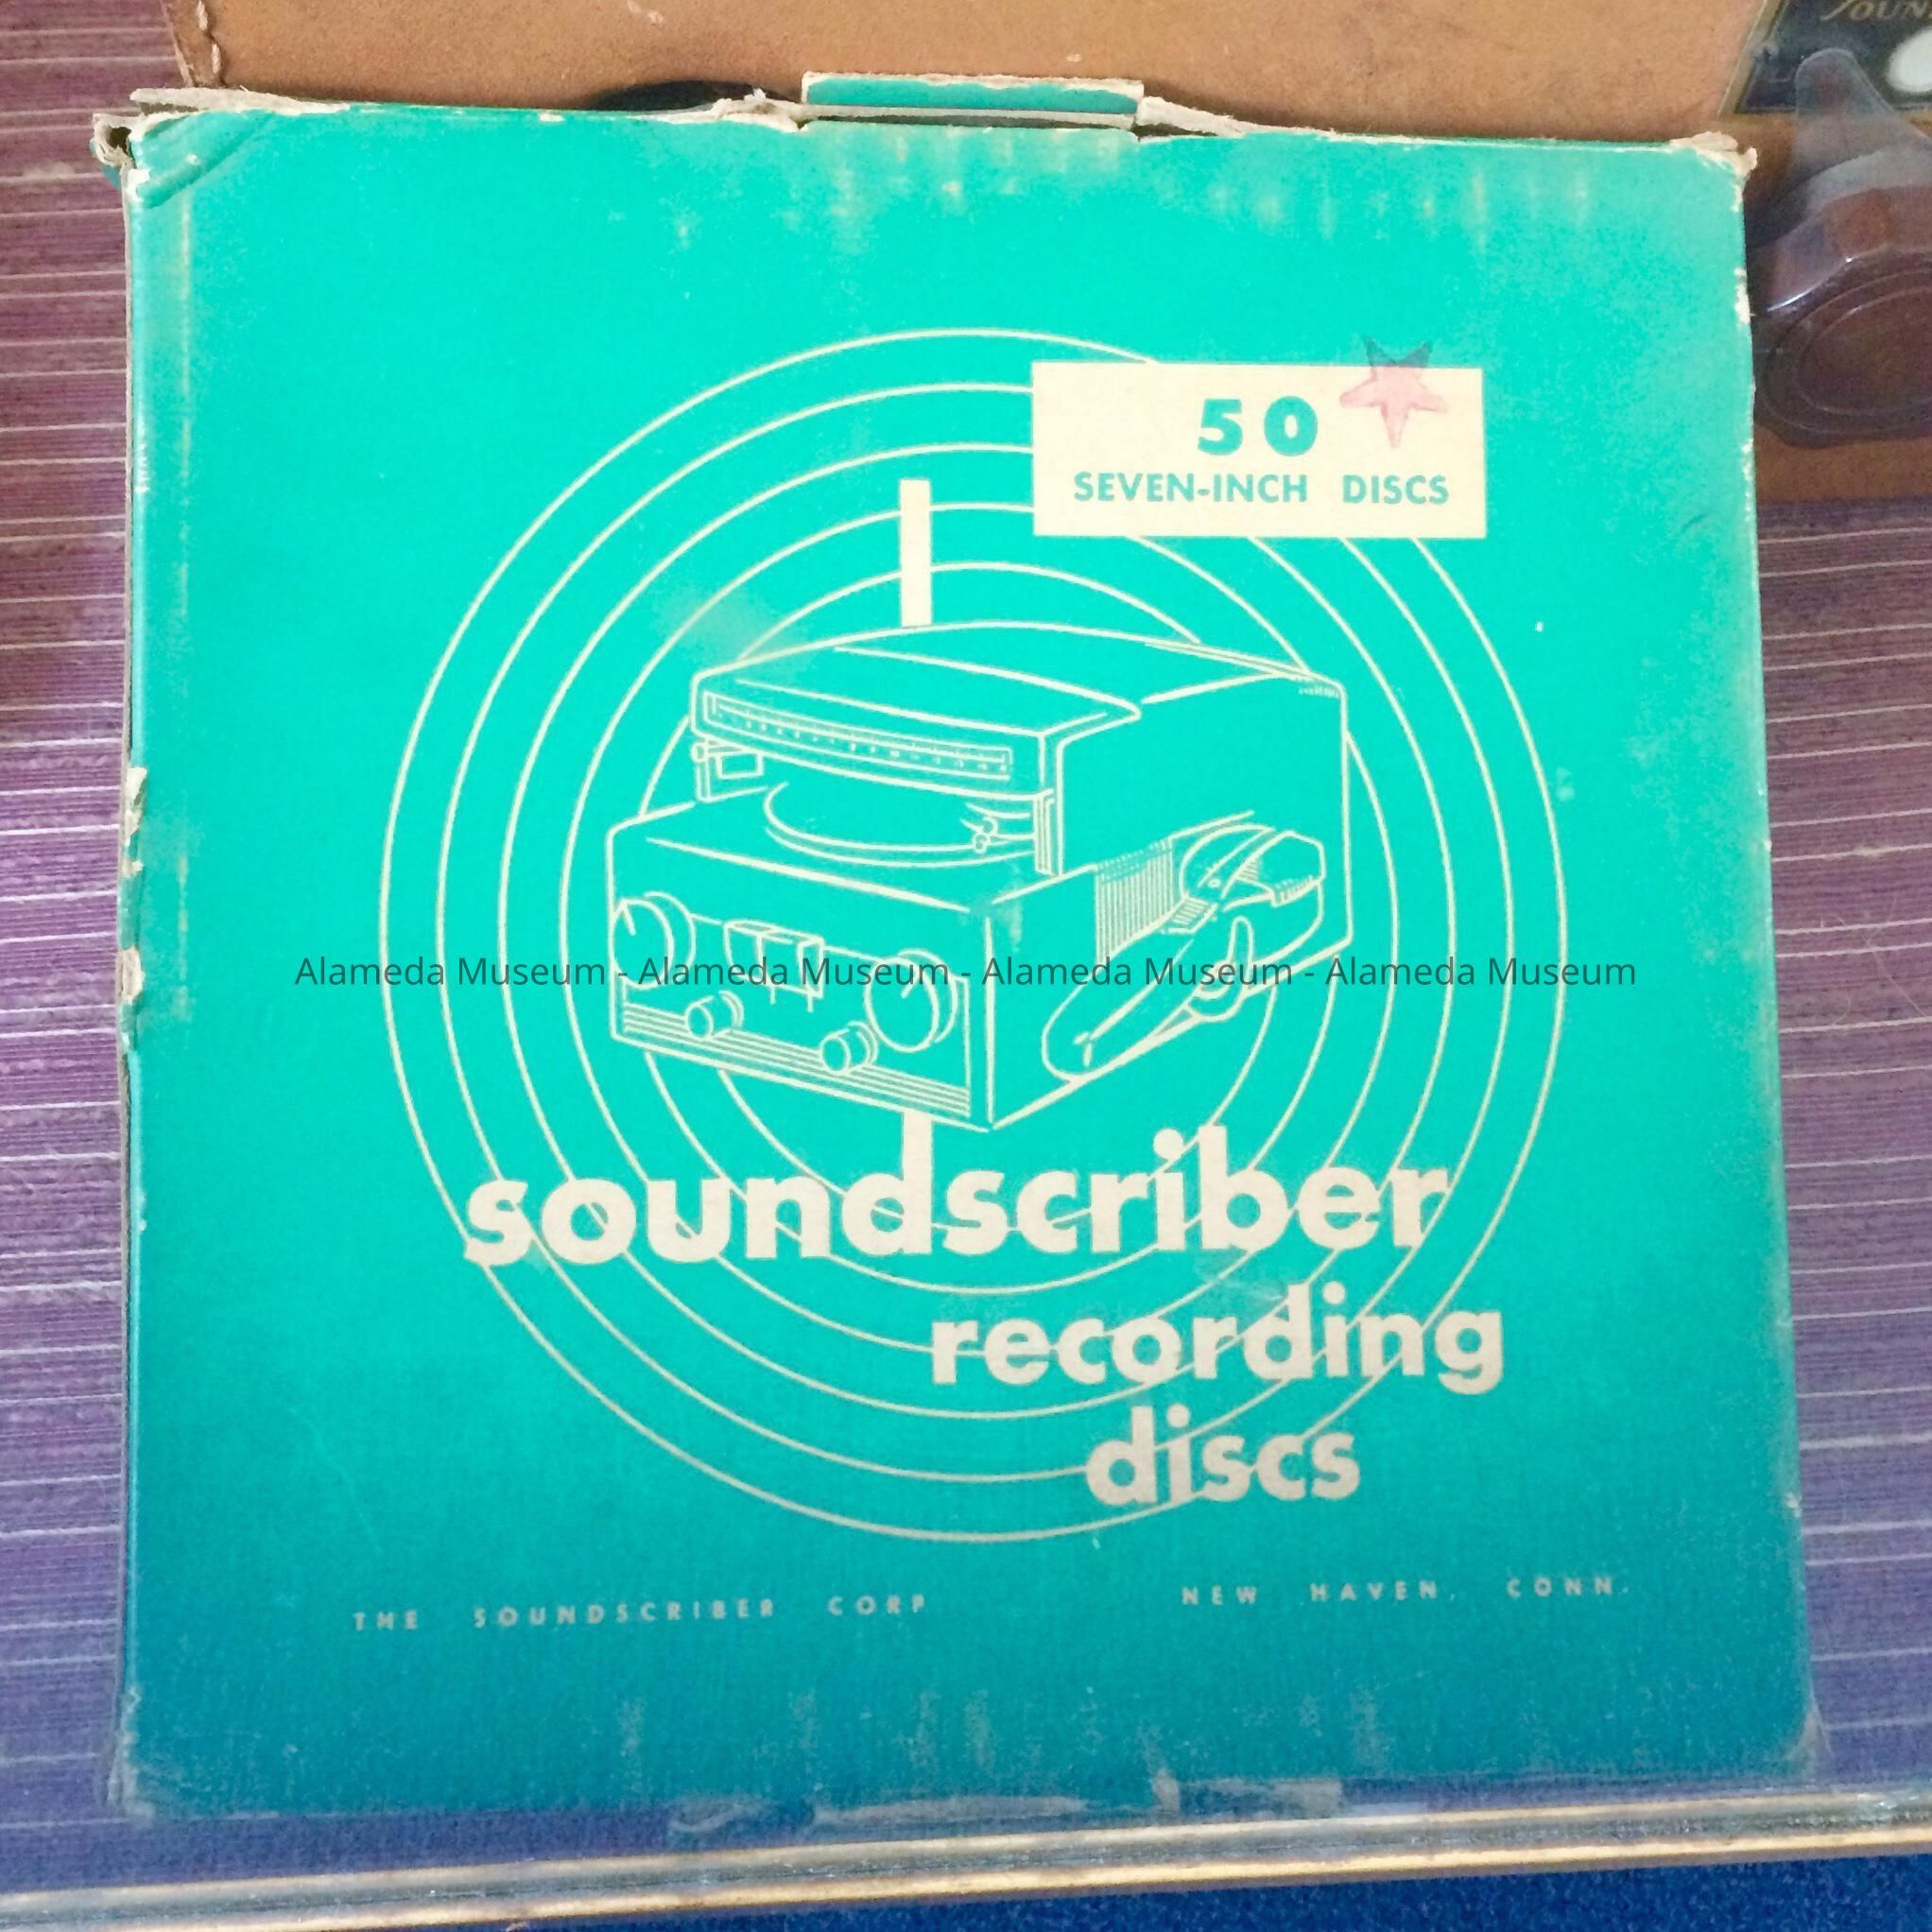 50
SEVEN-INCH DISCS
Alameda Museum - Alameda Museum - Alameda Museum - Alameda Museum
soundscriber
recording
discs
THE SOUNDSCRIBER CORP
NEW HAVEN, CONN.